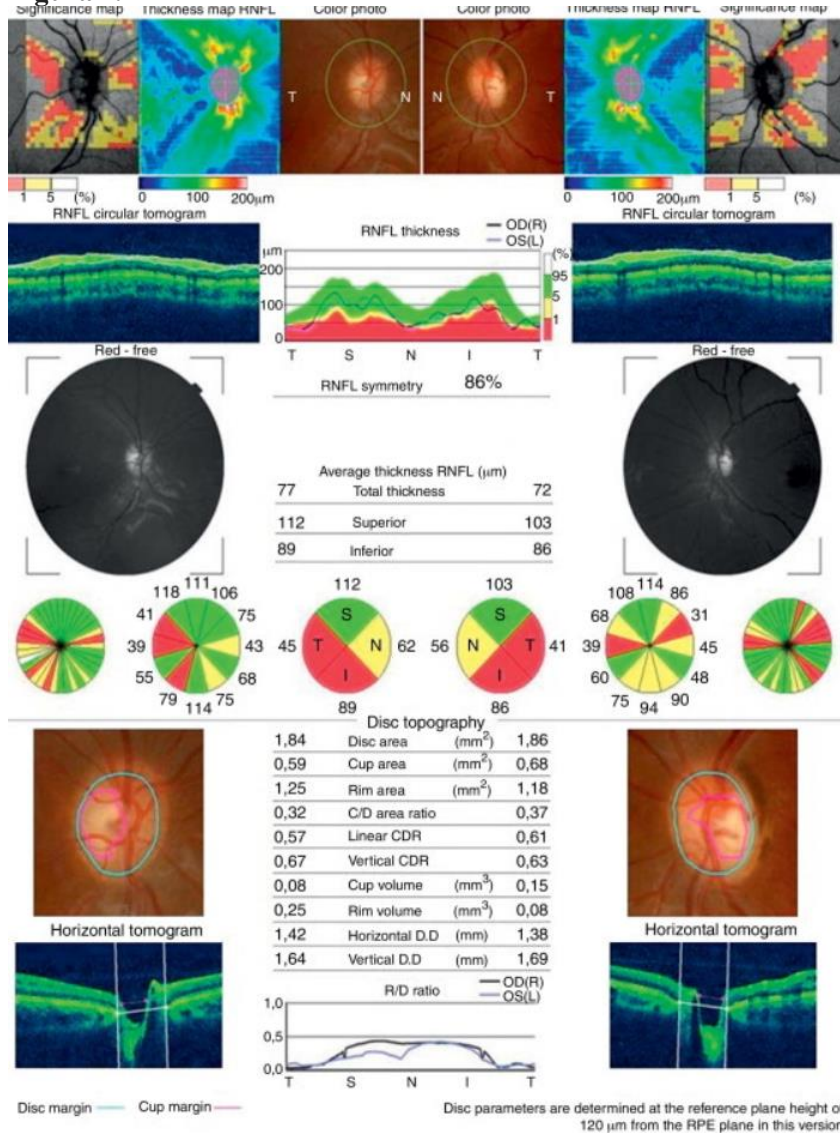 Significance map Thickness map RNFL Color photo Color photo Thickness map RNFL Significance map
T N N T
1 5 (%) 0 100 200μm 0 100 200μm 1 5 (%)
RNFL circular tomogram RNFL circular tomogram
RNFL thickness OD(R)
OS(L)
μm (%)
200 95
100 5
1
0
T S N I T
Red - free Red - free
RNFL symmetry 86%
Average thickness RNFL (μm)
77 Total thickness 72
112 Superior 103
89 Inferior 86
118 111 106 112 103 108 114 86
41 75 S S 68 31
39 43 45 T N 62 56 N T 41 39 45
55 68 I I 60 48
79 114 75 89 86 75 94 90
Disc topography
1,84 Disc area (mm2) 1,86
0,59 Cup area (mm2) 0,68
1,25 Rim area (mm2) 1,18
0,32 C/D area ratio 0,37
0,57 Linear CDR 0,61
0,67 Vertical CDR 0,63
0,08 Cup volume (mm3) 0,15
0,25 Rim volume (mm3) 0,08
1,42 Horizontal D.D (mm) 1,38
1,64 Vertical D.D (mm) 1,69
Horizontal tomogram Horizontal tomogram
R/D ratio OD(R)
OS(L)
1,0
0,5
0,0
T S N I T
Disc margin Cup margin Disc parameters are determined at the reference plane height o
120 μm from the RPE plane in this version